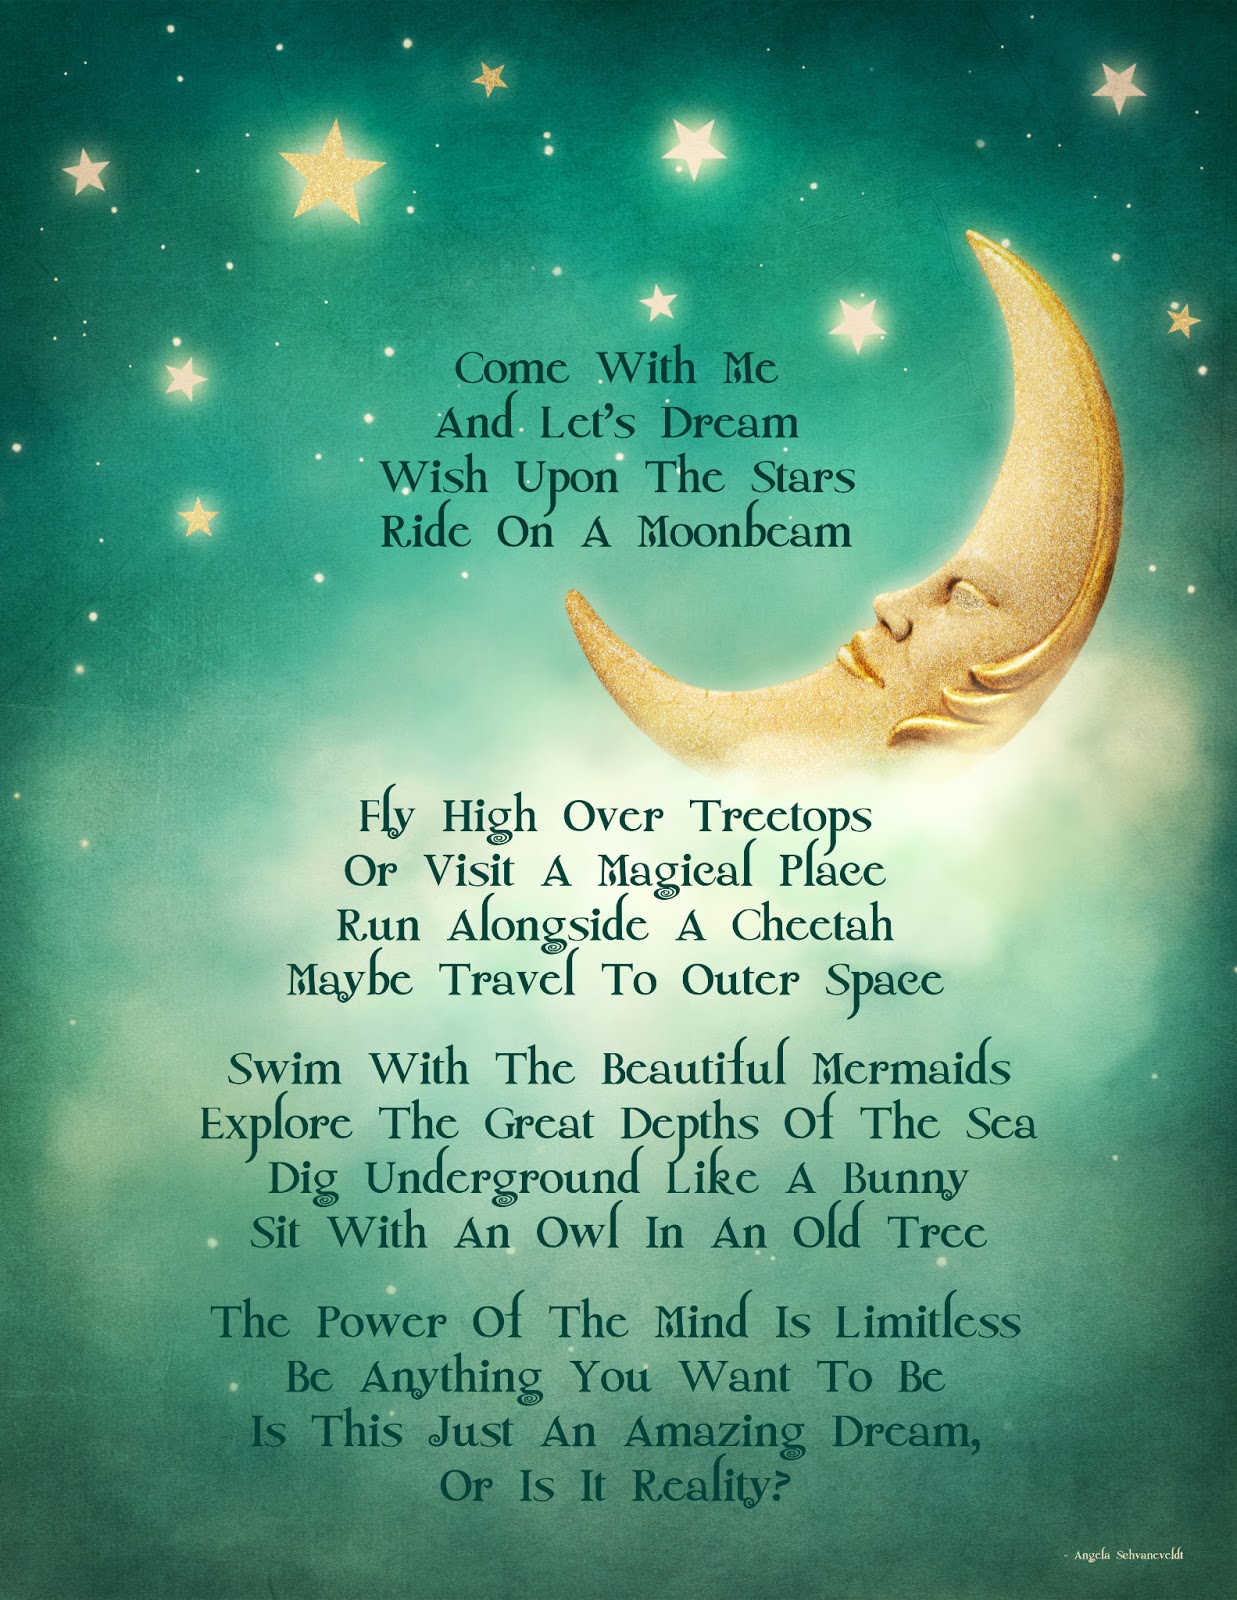 Come With Me
And Let's Dream
Wish Upon The Stars
Ride On A Moonbeam
Fly High Over Treetops
Or Visit A Magical Place
Run Alongside A Cheetah
Maybe Travel To Outer Space
Swim With The Beautiful Mermaids
Explore The Great Depths Of The Sea
Dig Underground Like A Bunny
Sit With An Owl In An Old Tree
The Power Of The Mind Is Limitless
Be Anything You Want To Be
Is This Just An Amazing Dream,
Or Is It Reality?
- Angela Schvaneveldt